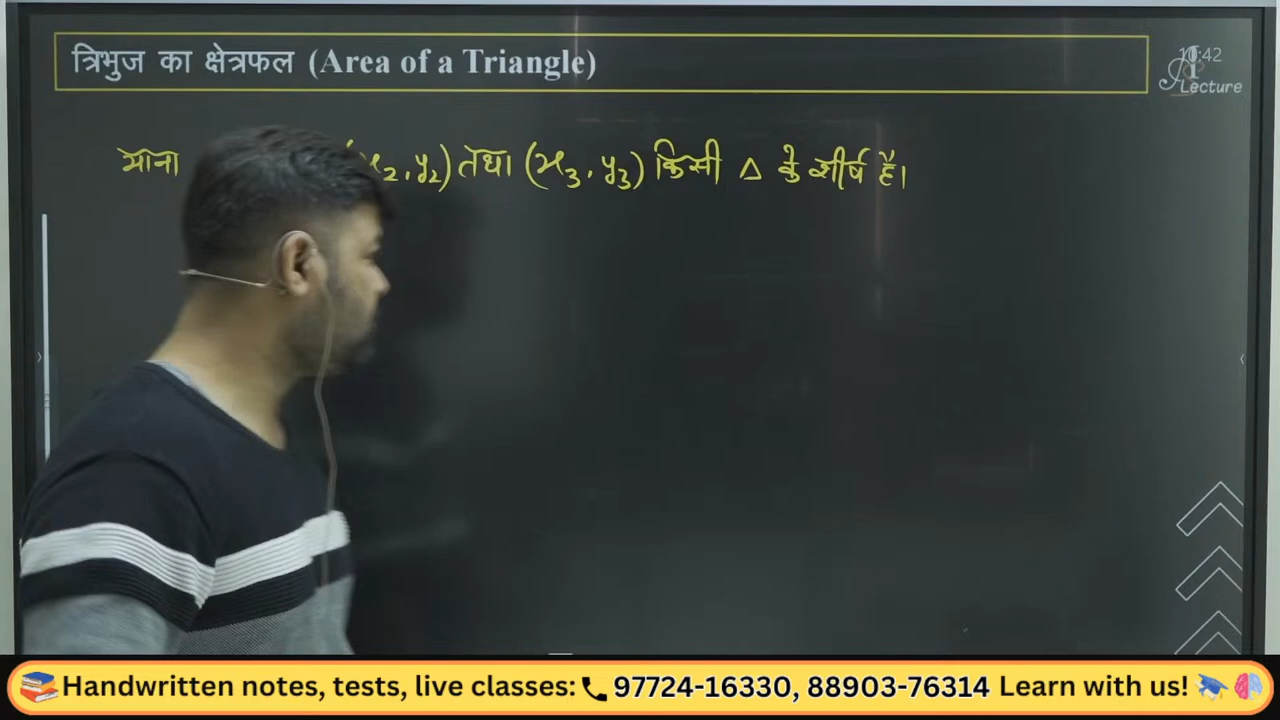 त्रिभुज का क्षेत्रफल (Area of a Triangle)
10:42
Lecture
माना x₂, y₂) तथा (x₃, y₃) किसी Δ के शीर्ष है।
Handwritten notes, tests, live classes: 97724-16330, 88903-76314 Learn with us!